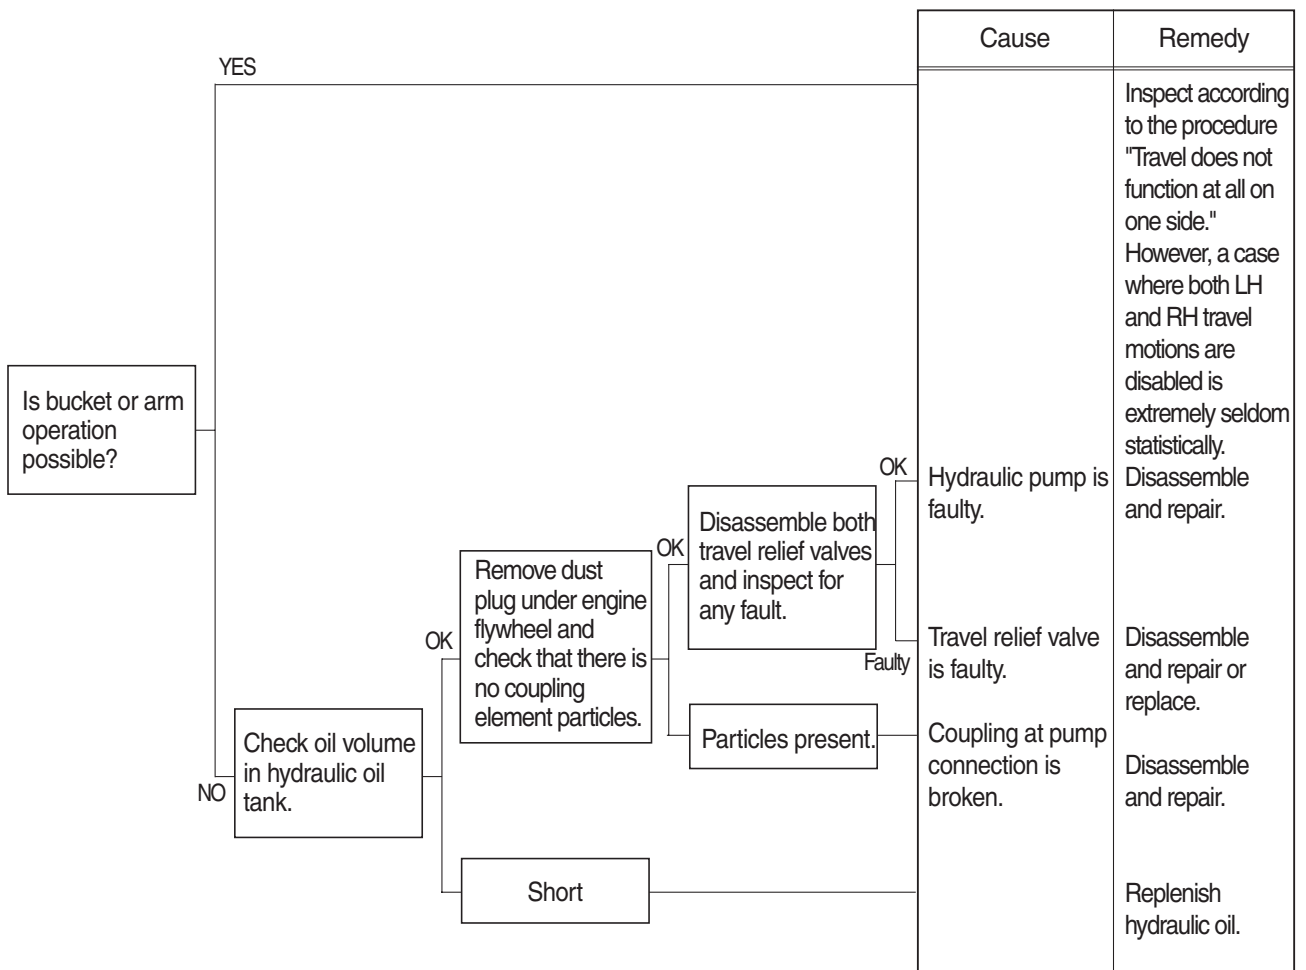 Cause
Remedy
YES
Inspect according
to the procedure
"Travel does not
function at all on
one side."
However, a case
where both LH
and RH travel
motions are
disabled is
extremely seldom
statistically.
Is bucket or arm
operation
possible?
OK
Hydraulic pump is
faulty.
Disassemble
and repair.
Disassemble both
travel relief valves
and inspect for
any fault.
OK
Remove dust
plug under engine
flywheel and
check that there is
no coupling
element particles.
OK
Faulty
Travel relief valve
is faulty.
Disassemble
and repair or
replace.
Particles present.
Coupling at pump
connection is
broken.
Disassemble
and repair.
Check oil volume
in hydraulic oil
tank.
NO
Short
Replenish
hydraulic oil.